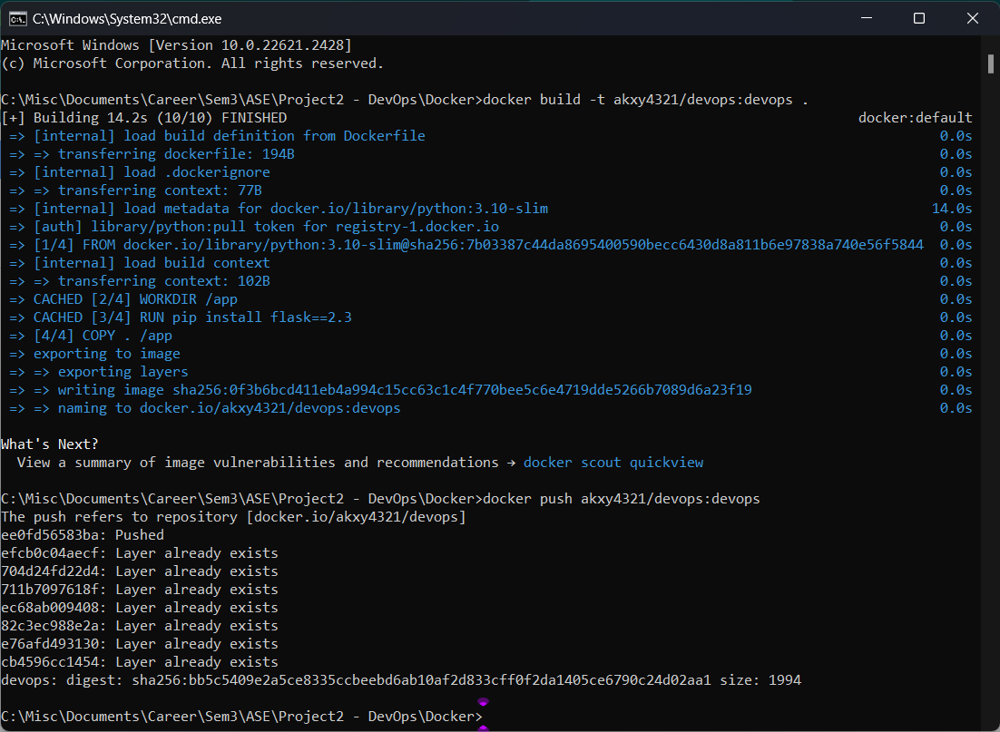 C:\Windows\System32\cmd.exe
Microsoft Windows [Version 10.0.22621.2428]
(c) Microsoft Corporation. All rights reserved.
C:\Misc\Documents\Career\Sem3\ASE\Project2 - DevOps\Docker>docker build -t akxy4321/devops:devops .
[+] Building 14.2s (10/10) FINISHED docker:default
=> [internal] load build definition from Dockerfile 0.0s
=> => transferring dockerfile: 194B 0.0s
=> [internal] load .dockerignore 0.0s
=> => transferring context: 77B 0.0s
=> [internal] load metadata for docker.io/library/python:3.10-slim 14.0s
=> [auth] library/python:pull token for registry-1.docker.io 0.0s
=> [1/4] FROM docker.io/library/python:3.10-slim@sha256:7b03387c44da8695400590becc6430d8a811b6e97838a740e56f5844 0.0s
=> [internal] load build context 0.0s
=> => transferring context: 102B 0.0s
=> CACHED [2/4] WORKDIR /app 0.0s
=> CACHED [3/4] RUN pip install flask==2.3 0.0s
=> [4/4] COPY . /app 0.0s
=> exporting to image 0.0s
=> => exporting layers 0.0s
=> => writing image sha256:0f3b6bcd411eb4a994c15cc63c1c4f770bee5c6e4719dde5266b7089d6a23f19 0.0s
=> => naming to docker.io/akxy4321/devops:devops 0.0s
What's Next?
View a summary of image vulnerabilities and recommendations → docker scout quickview
C:\Misc\Documents\Career\Sem3\ASE\Project2 - DevOps\Docker>docker push akxy4321/devops:devops
The push refers to repository [docker.io/akxy4321/devops]
ee0fd56583ba: Pushed
efcb0c04aecf: Layer already exists
704d24fd22d4: Layer already exists
711b7097618f: Layer already exists
ec68ab009408: Layer already exists
82c3ec988e2a: Layer already exists
e76afd493130: Layer already exists
cb4596cc1454: Layer already exists
devops: digest: sha256:bb5c5409e2a5ce8335ccbeebd6ab10af2d833cff0f2da1405ce6790c24d02aa1 size: 1994
C:\Misc\Documents\Career\Sem3\ASE\Project2 - DevOps\Docker>